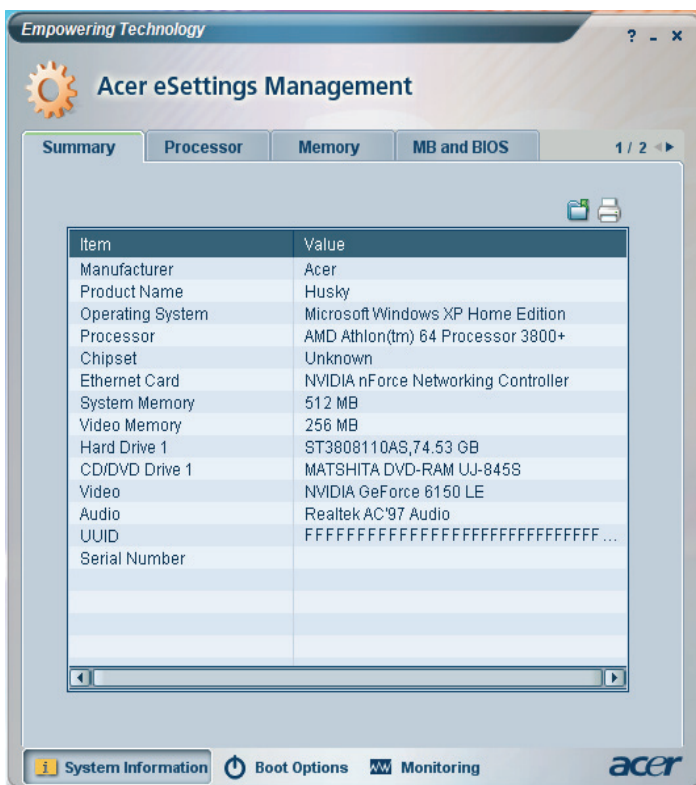 Empowering Technology
? - x
Acer eSettings Management
Summary Processor Memory MB and BIOS 1 / 2
Item Value
Manufacturer Acer
Product Name Husky
Operating System Microsoft Windows XP Home Edition
Processor AMD Athlon(tm) 64 Processor 3800+
Chipset Unknown
Ethernet Card NVIDIA nForce Networking Controller
System Memory 512 MB
Video Memory 256 MB
Hard Drive 1 ST3808110AS,74.53 GB
CD/DVD Drive 1 MATSHITA DVD-RAM UJ-845S
Video NVIDIA GeForce 6150 LE
Audio Realtek AC'97 Audio
UUID FFFFFFFFFFFFFFFFFFFFFFFFFFFFFF...
Serial Number
i System Information Boot Options Monitoring acer